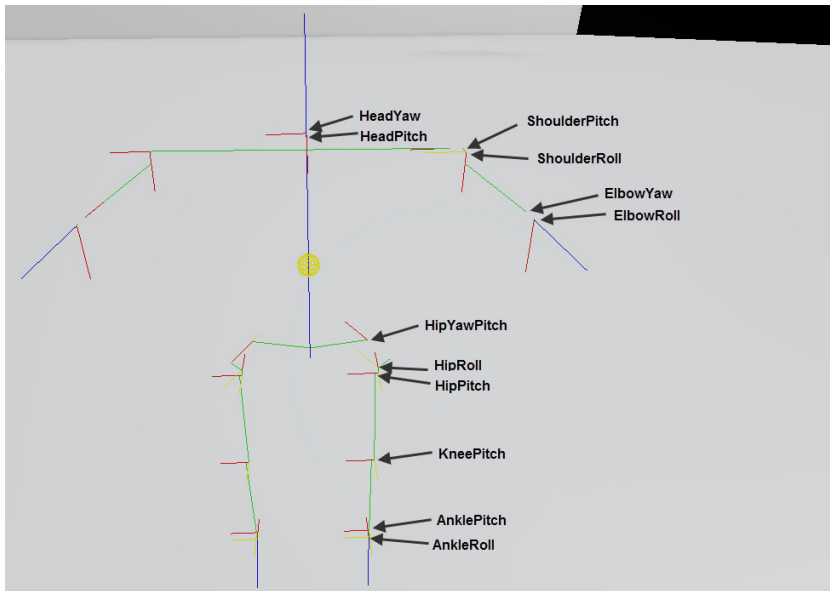 HeadYaw
HeadPitch
ShoulderPitch
ShoulderRoll
ElbowYaw
ElbowRoll
HipYawPitch
HipRoll
HipPitch
KneePitch
AnklePitch
AnkleRoll